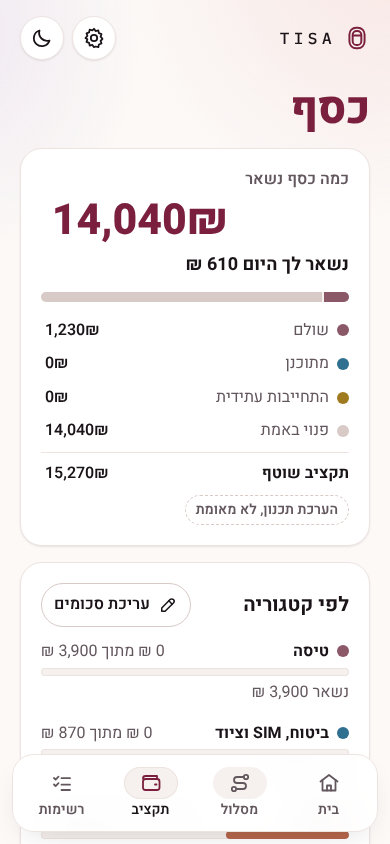 TISA
כסף
כמה כסף נשאר
14,040₪
נשאר לך היום 610 ₪
שולם 1,230₪
מתוכנן 0₪
התחייבות עתידית 0₪
פנוי באמת 14,040₪
תקציב שוטף 15,270₪
הערכת תכנון, לא מאומת
לפי קטגוריה עריכת סכומים
טיסה 0 ₪ מתוך 3,900 ₪
נשאר 3,900 ₪
ביטוח, SIM וציוד 0 ₪ מתוך 870 ₪
בית מסלול תקציב רשימות